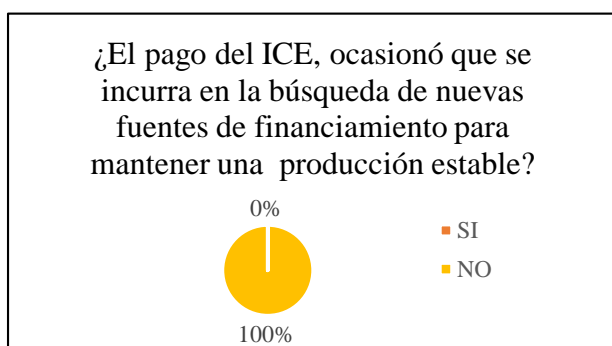 ¿El pago del ICE, ocasionó que se
incurra en la búsqueda de nuevas
fuentes de financiamiento para
mantener una producción estable?
0%
SI
NO
100%